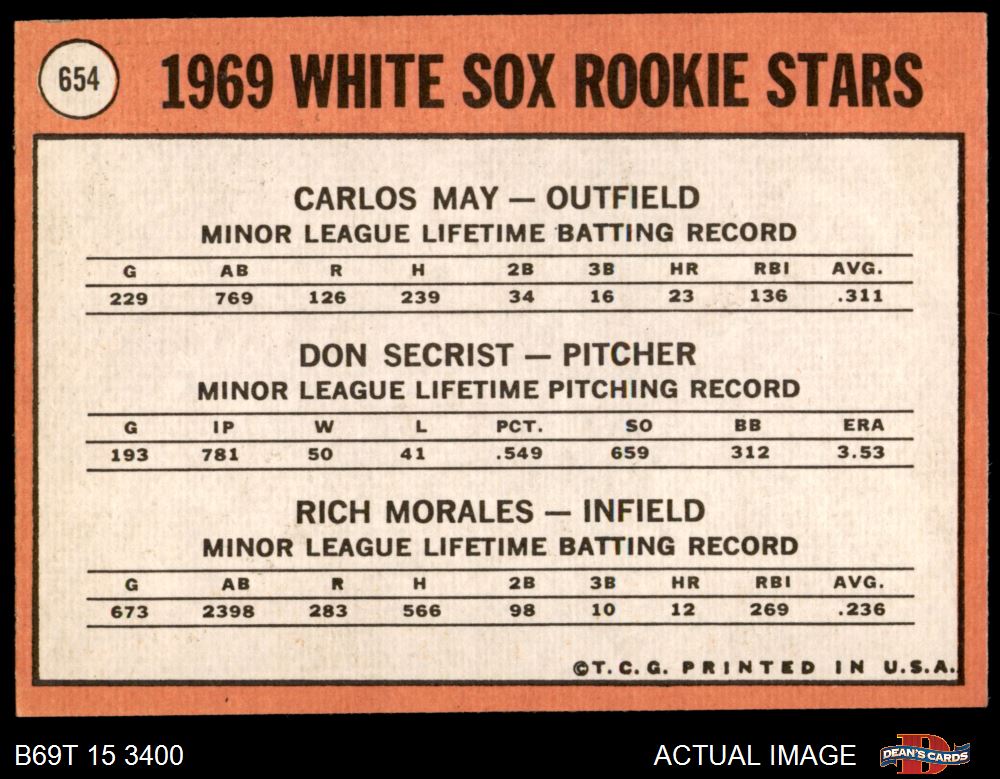 654
1969 WHITE SOX ROOKIE STARS
CARLOS MAY — OUTFIELD
MINOR LEAGUE LIFETIME BATTING RECORD
G AB R H 2B 3B HR RBI AVG.
229 769 126 239 34 16 23 136 .311
DON SECRIST — PITCHER
MINOR LEAGUE LIFETIME PITCHING RECORD
G IP W L PCT. SO BB ERA
193 781 50 41 .549 659 312 3.53
RICH MORALES — INFIELD
MINOR LEAGUE LIFETIME BATTING RECORD
G AB R H 2B 3B HR RBI AVG.
673 2398 283 566 98 10 12 269 .236
©T.C.G. PRINTED IN U.S.A.
B69T 15 3400 ACTUAL IMAGE DEAN'S CARDS